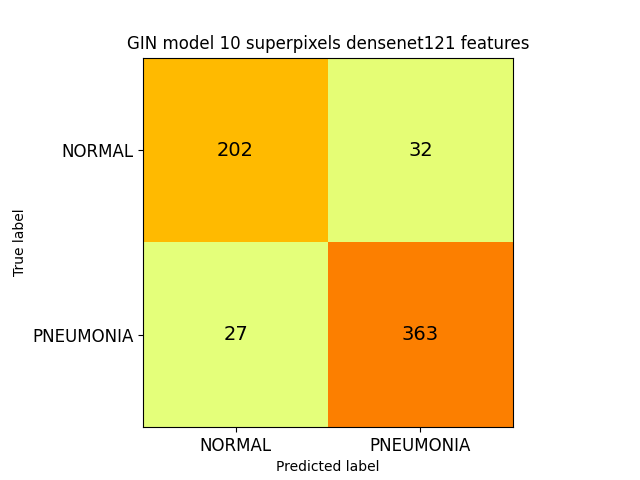 GIN model 10 superpixels densenet121 features
True label
NORMAL
202
32
PNEUMONIA
27
363
NORMAL
PNEUMONIA
Predicted label